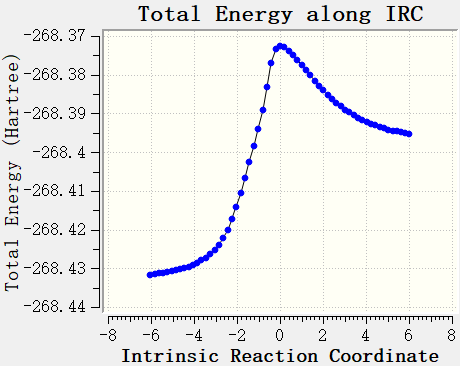 Total Energy along IRC
Total Energy (Hartree)
-268.37
-268.38
-268.39
-268.4
-268.41
-268.42
-268.43
-268.44
-8 -6 -4 -2 0 2 4 6 8
Intrinsic Reaction Coordinate